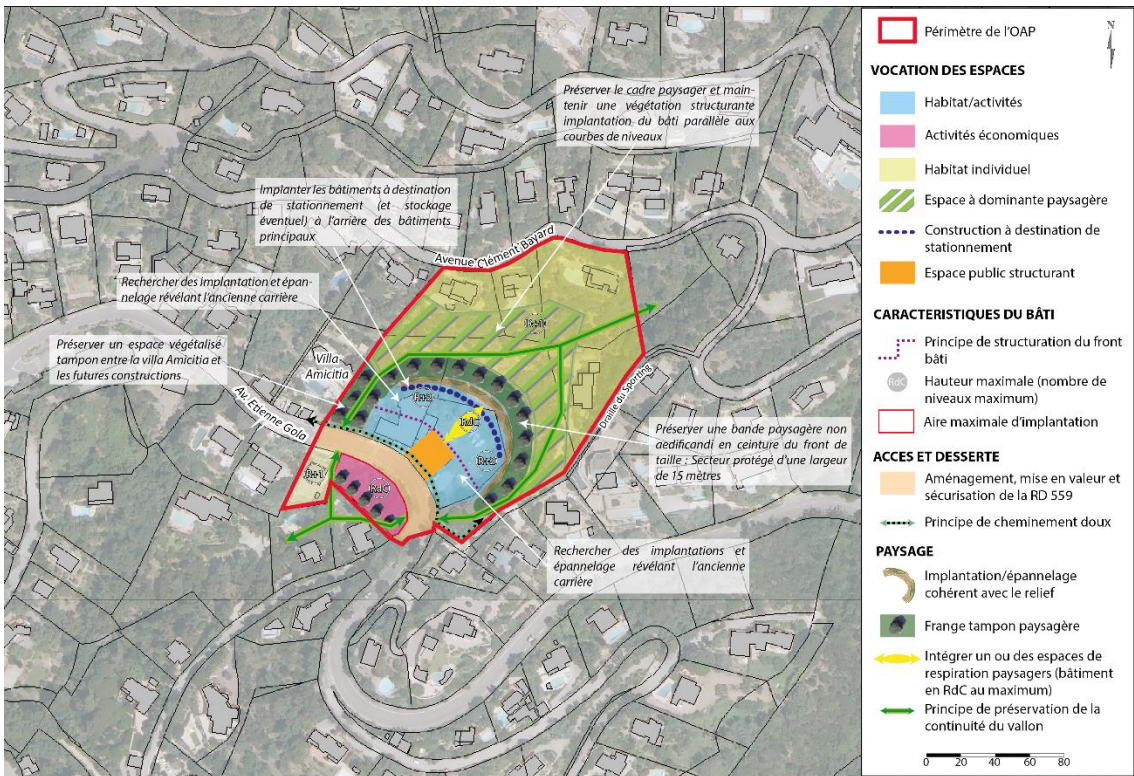 Préserver le cadre paysager et main-
tenir une végétation structurante
implantation du bâti parallèle aux
courbes de niveaux
Implanter les bâtiments à destination
de stationnement (et stockage
éventuel) à l'arrière des bâtiments
principaux
Avenue Clément Bayard
Rechercher des implantation et épan-
nelage révélant l'ancienne carrière
Préserver un espace végétalisé
tampon entre la villa Amicitia et
les futures constructions
Villa
Amicitia
Av. Etienne Gola
Draille du Sporting
R+1
R+2
RdC
R+2
R+1
RdC
Préserver une bande paysagère non
aedificandi en ceinture du front de
taille : Secteur protégé d'une largeur
de 15 mètres
Rechercher des implantations et
épannelage révélant l'ancienne
carrière
N
Périmètre de l'OAP
VOCATION DES ESPACES
Habitat/activités
Activités économiques
Habitat individuel
Espace à dominante paysagère
Construction à destination de
stationnement
Espace public structurant
CARACTERISTIQUES DU BÂTI
Principe de structuration du front
bâti
RdC
Hauteur maximale (nombre de
niveaux maximum)
Aire maximale d'implantation
ACCES ET DESSERTE
Aménagement, mise en valeur et
sécurisation de la RD 559
Principe de cheminement doux
PAYSAGE
Implantation/épannelage
cohérent avec le relief
Frange tampon paysagère
Intégrer un ou des espaces de
respiration paysagers (bâtiment
en RdC au maximum)
Principe de préservation de la
continuité du vallon
0 20 40 60 80